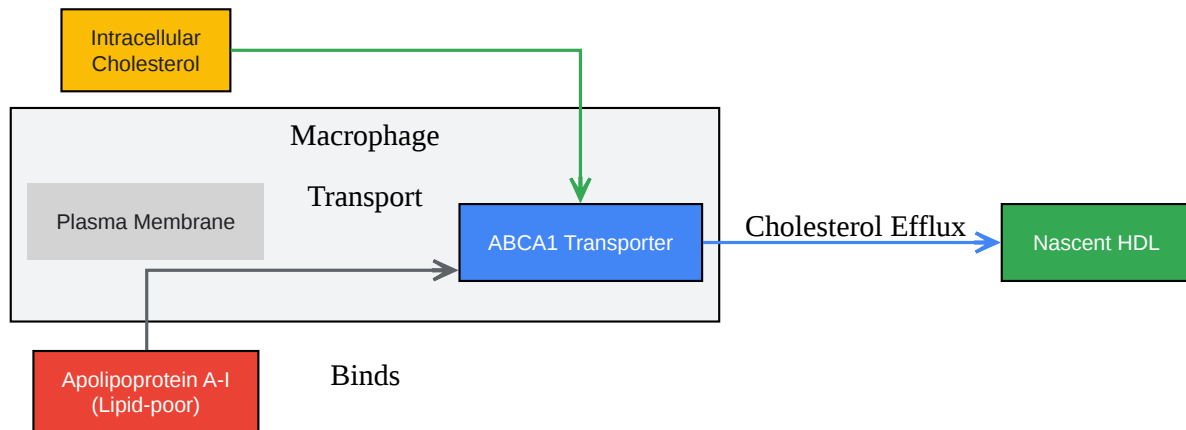 Intracellular
Cholesterol
Macrophage
Transport
Plasma Membrane
ABCA1 Transporter
Cholesterol Efflux
Nascent HDL
Apolipoprotein A-I
(Lipid-poor)
Binds